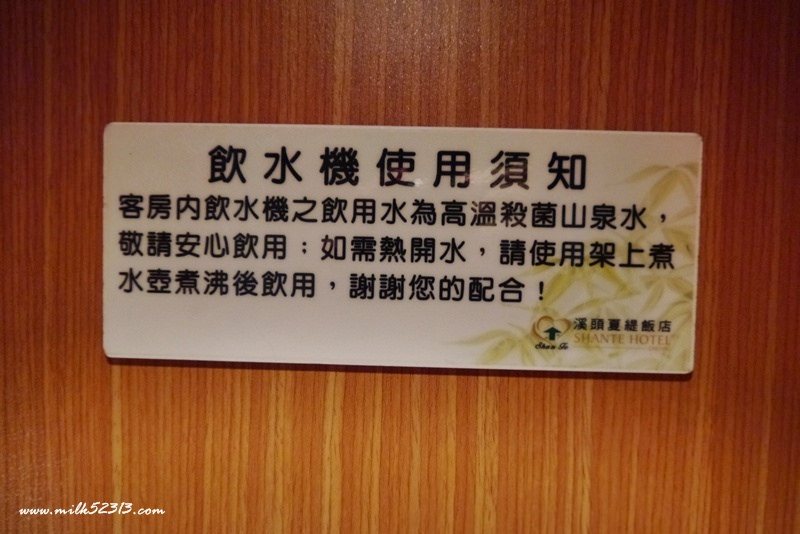 飲水機使用須知
客房內飲水機之飲用水為高溫殺菌山泉水，
敬請安心飲用；如需熱開水，請使用架上煮
水壺煮沸後飲用，謝謝您的配合！
溪頭夏緹飯店
SHANTE HOTEL
Shan Te
www.milk52313.com